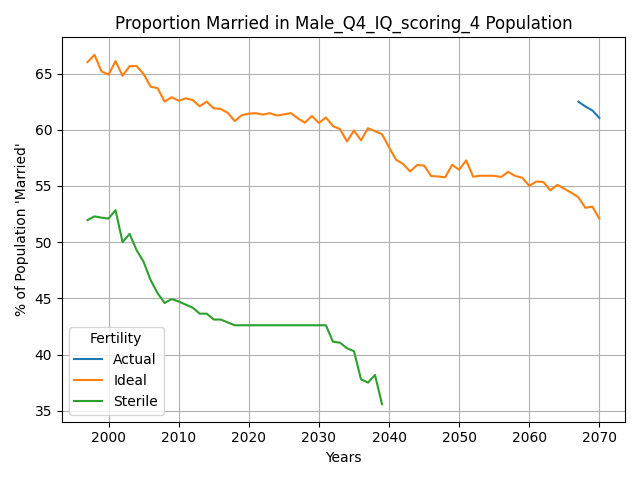 Proportion Married in Male_Q4_IQ_scoring_4 Population
% of Population 'Married'
65
60
55
50
45
40
35
Fertility
Actual
Ideal
Sterile
2000 2010 2020 2030 2040 2050 2060 2070
Years